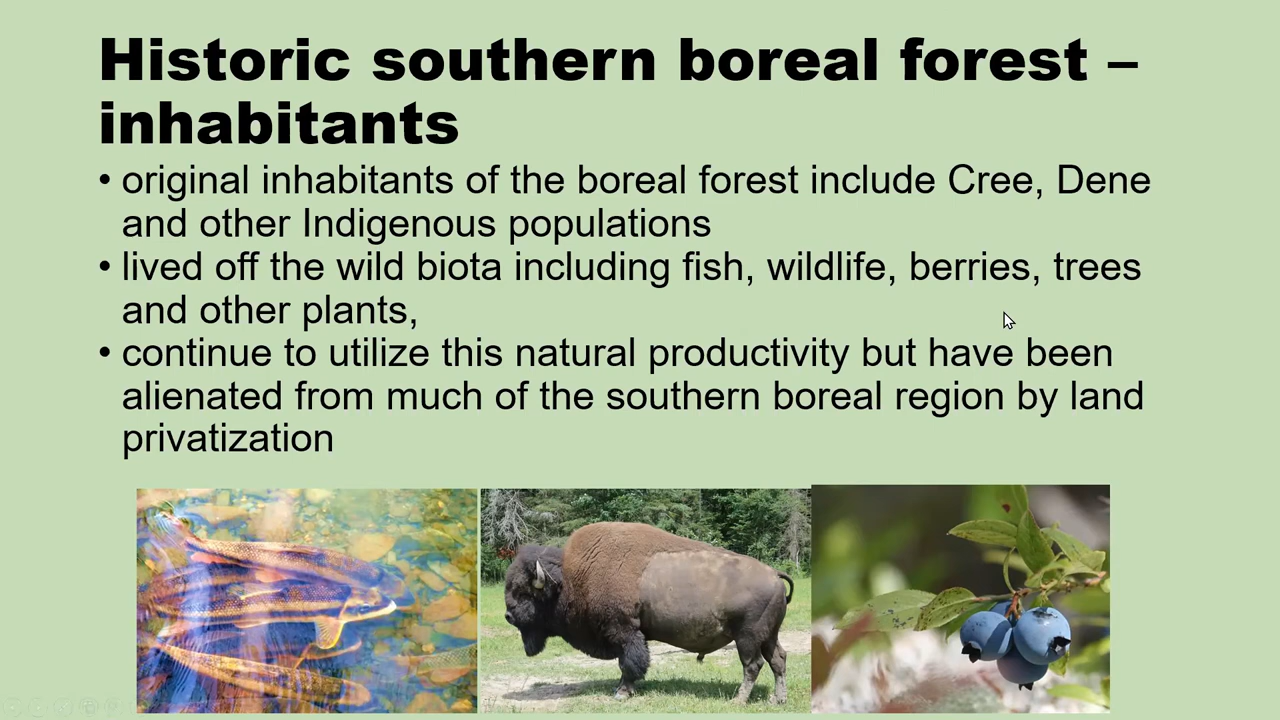 Historic southern boreal forest –
inhabitants
• original inhabitants of the boreal forest include Cree, Dene
and other Indigenous populations
• lived off the wild biota including fish, wildlife, berries, trees
and other plants,
• continue to utilize this natural productivity but have been
alienated from much of the southern boreal region by land
privatization